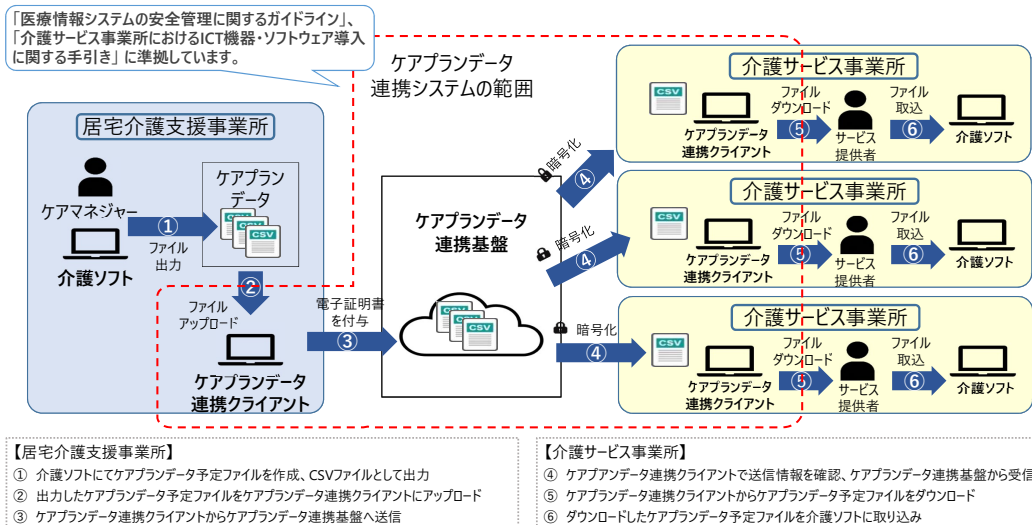 「医療情報システムの安全管理に関するガイドライン」、
「介護サービス事業所におけるICT機器・ソフトウェア導入
に関する手引き」に準拠しています。
ケアプランデータ
連携システムの範囲
居宅介護支援事業所
ケアマネジャー
介護ソフト
①
ファイル
出力
ケアプラン
データ
CSV
CSV
CSV
②
ファイル
アップロード
ケアプランデータ
連携クライアント
電子証明書
を付与
③
ケアプランデータ
連携基盤
CSV
CSV
CSV
暗号化
④
暗号化
④
暗号化
④
介護サービス事業所
CSV
ケアプランデータ
連携クライアント
ファイル
ダウンロード
⑤
サービス
提供者
ファイル
取込
⑥
介護ソフト
介護サービス事業所
CSV
ケアプランデータ
連携クライアント
ファイル
ダウンロード
⑤
サービス
提供者
ファイル
取込
⑥
介護ソフト
介護サービス事業所
CSV
ケアプランデータ
連携クライアント
ファイル
ダウンロード
⑤
サービス
提供者
ファイル
取込
⑥
介護ソフト
【居宅介護支援事業所】
① 介護ソフトにてケアプランデータ予定ファイルを作成、CSVファイルとして出力
② 出力したケアプランデータ予定ファイルをケアプランデータ連携クライアントにアップロード
③ ケアプランデータ連携クライアントからケアプランデータ連携基盤へ送信
【介護サービス事業所】
④ ケアプアンデータ連携クライアントで送信情報を確認、ケアプランデータ連携基盤から受信
⑤ ケアプランデータ連携クライアントからケアプランデータ予定ファイルをダウンロード
⑥ ダウンロードしたケアプランデータ予定ファイルを介護ソフトに取り込み